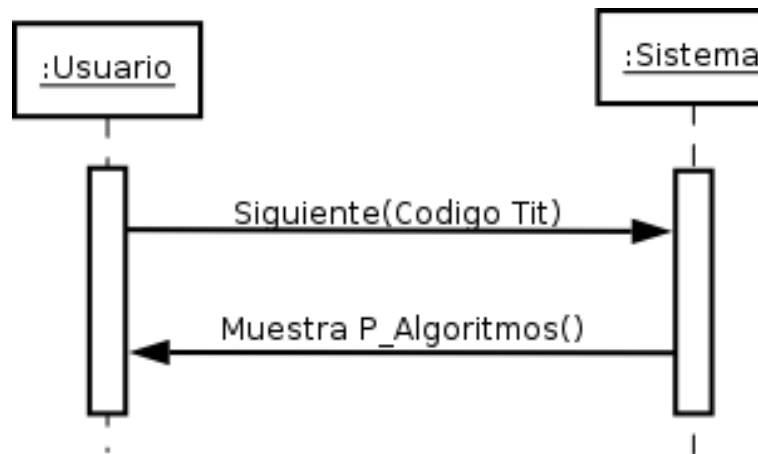 :Usuario
:Sistema
Siguiente(Codigo Tit)
Muestra P_Algoritmos()